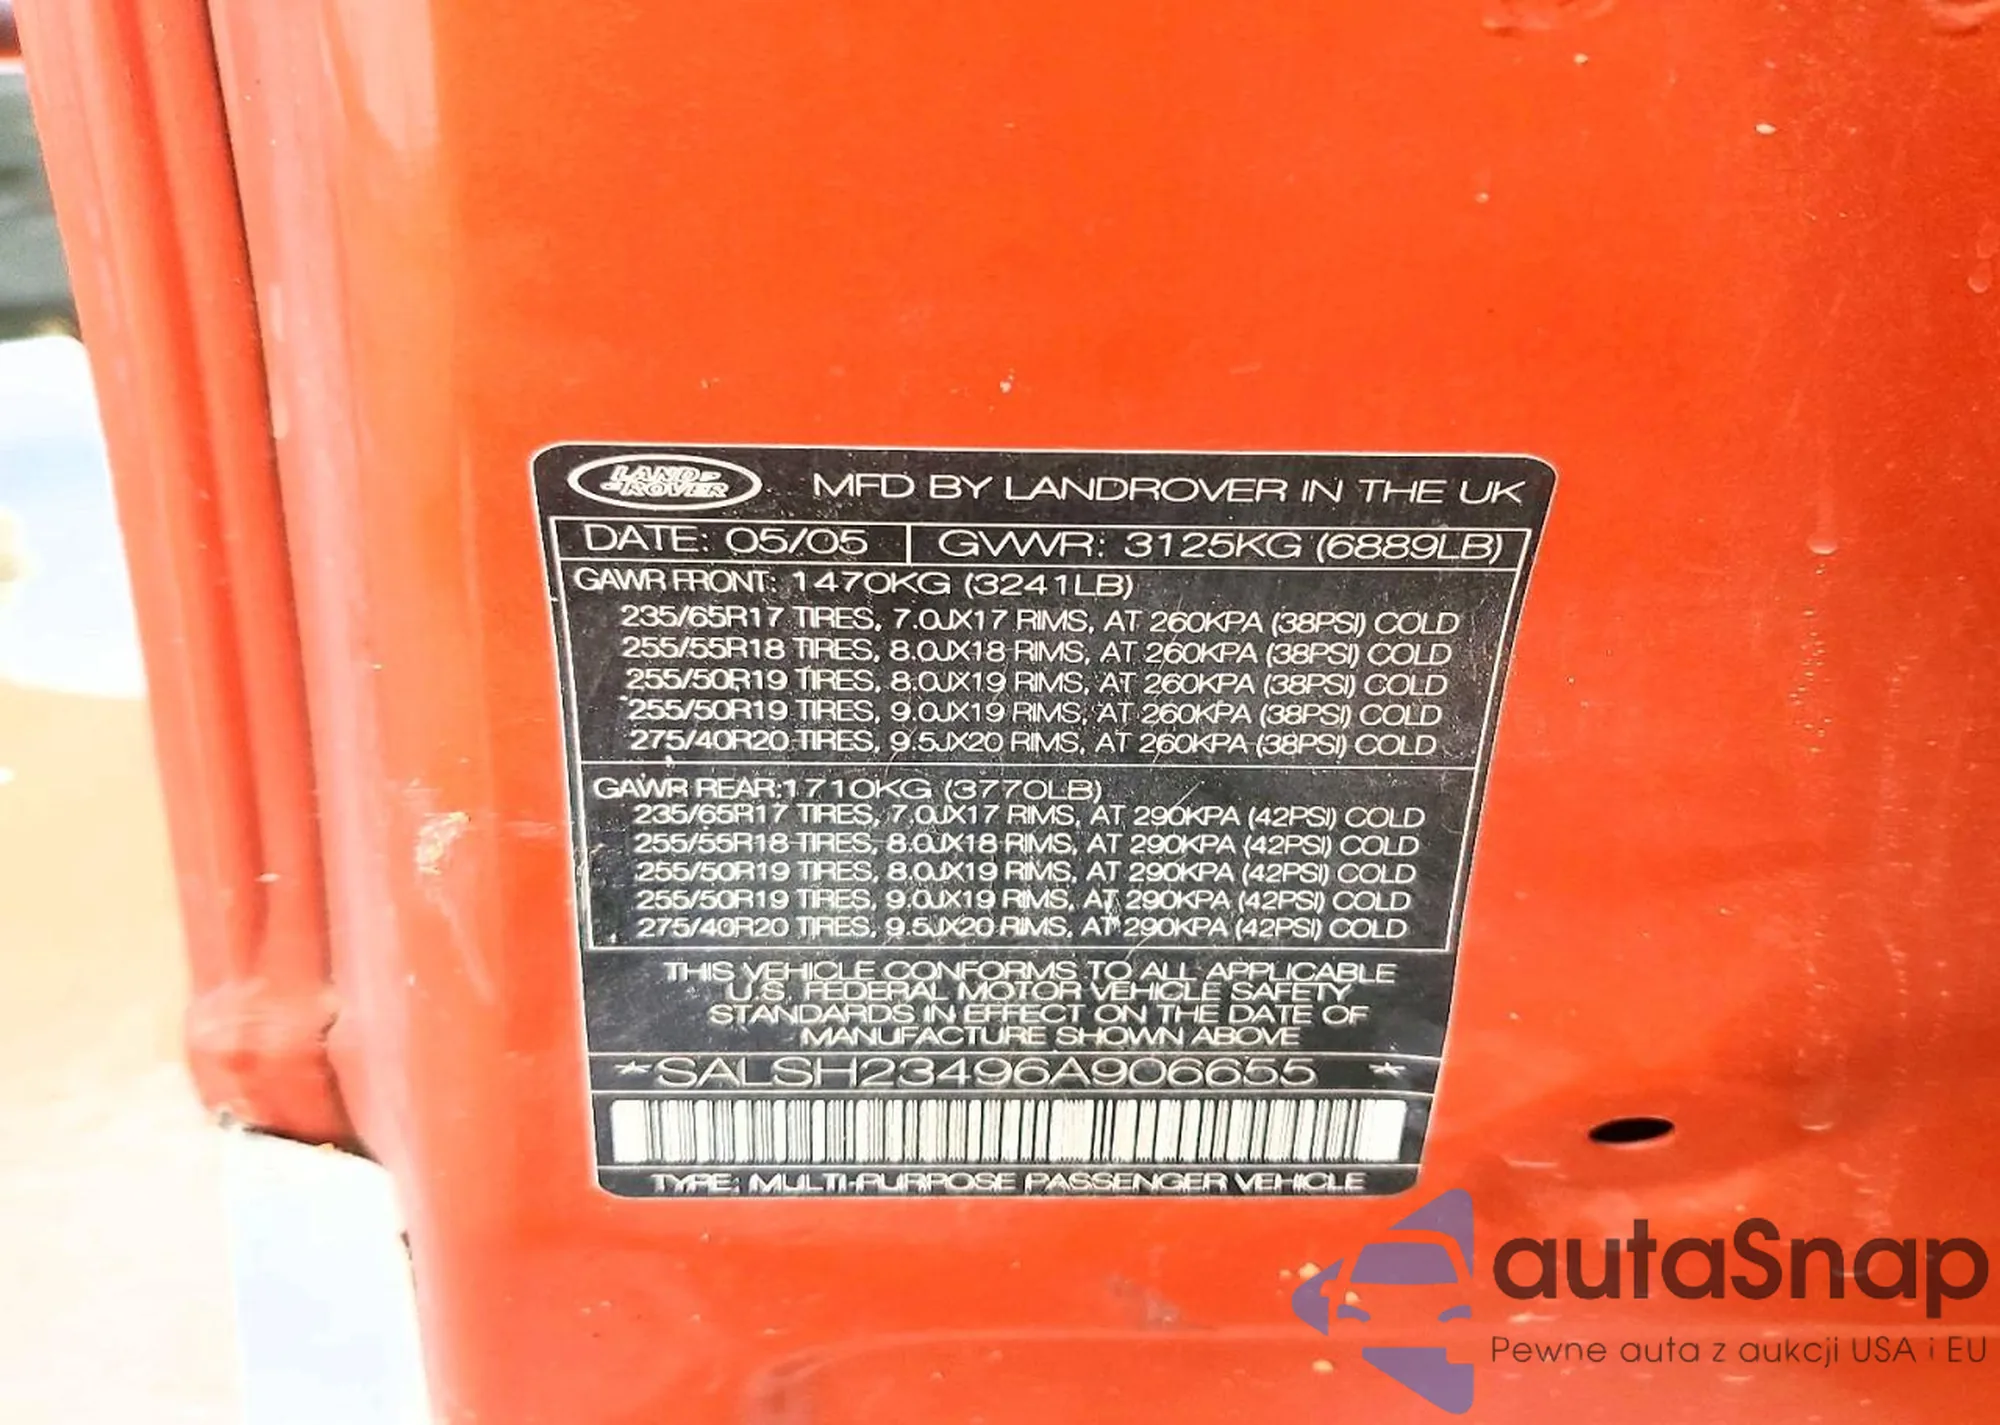 LAND ROVER
MFD BY LANDROVER IN THE UK
DATE: 05/05
GVWR: 3125KG (6889LB)
GAWR FRONT: 1470KG (3241LB)
235/65R17 TIRES, 7.0JX17 RIMS, AT 260KPA (38PSI) COLD
255/55R18 TIRES, 8.0JX18 RIMS, AT 260KPA (38PSI) COLD
255/50R19 TIRES, 8.0JX19 RIMS, AT 260KPA (38PSI) COLD
255/50R19 TIRES, 9.0JX19 RIMS, AT 260KPA (38PSI) COLD
275/40R20 TIRES, 9.5JX20 RIMS, AT 260KPA (38PSI) COLD
GAWR REAR:1710KG (3770LB)
235/65R17 TIRES, 7.0JX17 RIMS, AT 290KPA (42PSI) COLD
255/55R18 TIRES, 8.0JX18 RIMS, AT 290KPA (42PSI) COLD
255/50R19 TIRES, 8.0JX19 RIMS, AT 290KPA (42PSI) COLD
255/50R19 TIRES, 9.0JX19 RIMS, AT 290KPA (42PSI) COLD
275/40R20 TIRES, 9.5JX20 RIMS, AT 290KPA (42PSI) COLD
THIS VEHICLE CONFORMS TO ALL APPLICABLE
U.S. FEDERAL MOTOR VEHICLE SAFETY
STANDARDS IN EFFECT ON THE DATE OF
MANUFACTURE SHOWN ABOVE
*SALSH23496A906655 *
TYPE: MULTI-PURPOSE PASSENGER VEHICLE
autaSnap
Pewne auta z aukcji USA i EU